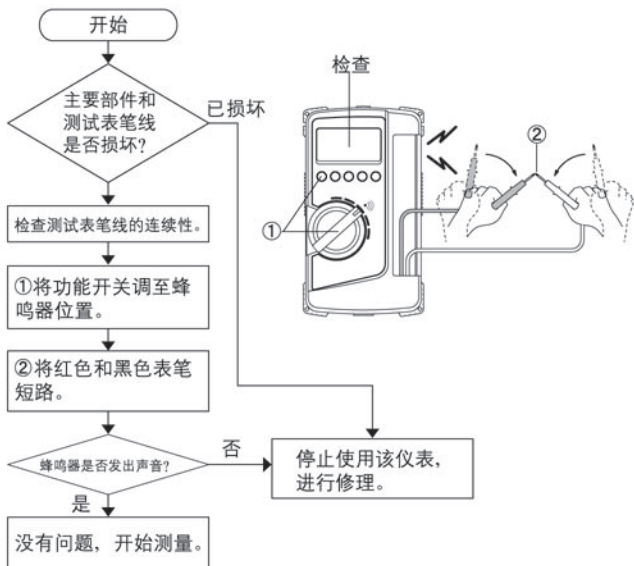 开始
主要部件和
测试表笔线
是否损坏?
已损坏
检查测试表笔线的连续性。
①将功能开关调至蜂
鸣器位置。
②将红色和黑色表笔
短路。
蜂鸣器是否发出声音?
否
是
停止使用该仪表，
进行修理。
没有问题，开始测量。
检查
①
②